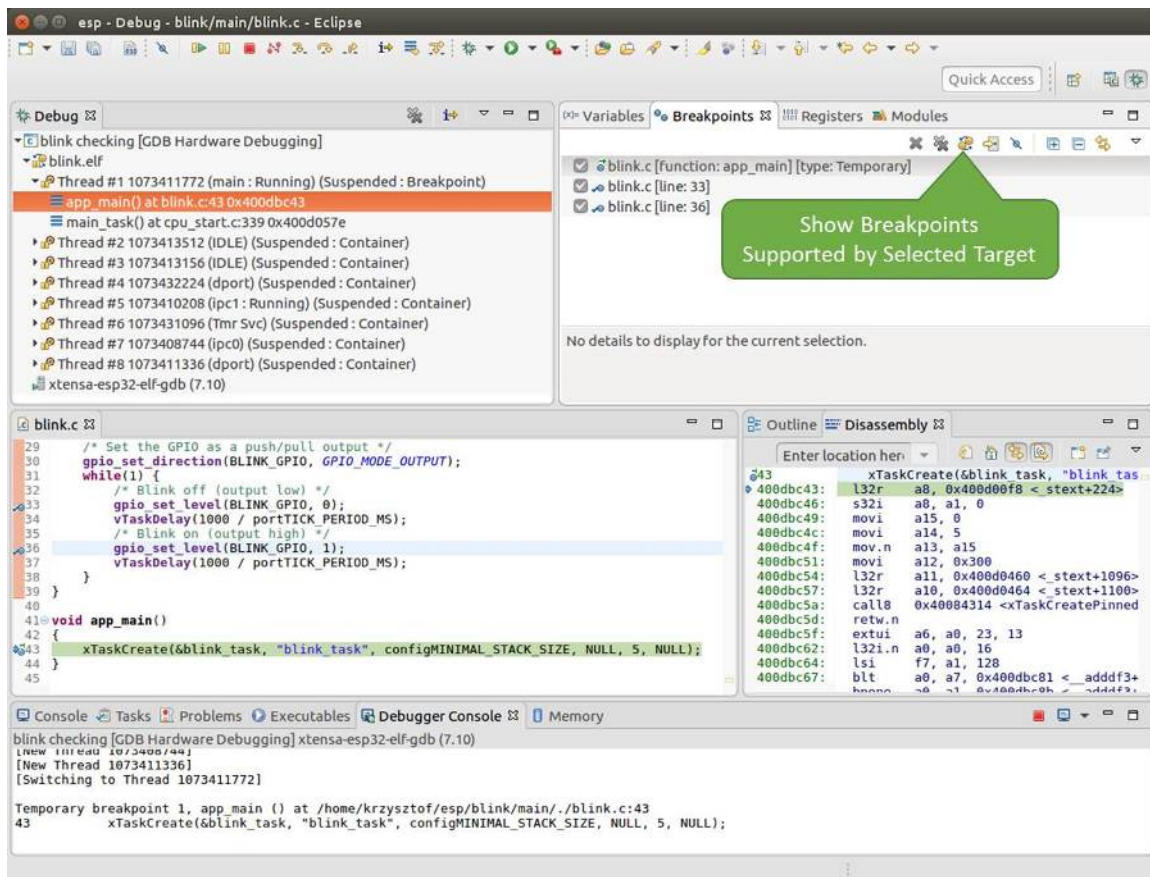 esp - Debug - blink/main/blink.c - Eclipse
Quick Access
Debug
blink checking [GDB Hardware Debugging]
blink.elf
Thread #1 1073411772 (main : Running) (Suspended : Breakpoint)
app_main() at blink.c:43 0x400dbc43
main_task() at cpu_start.c:339 0x400d057e
Thread #2 1073413512 (IDLE) (Suspended : Container)
Thread #3 1073413156 (IDLE) (Suspended : Container)
Thread #4 1073432224 (dport) (Suspended : Container)
Thread #5 1073410208 (ipc1 : Running) (Suspended : Container)
Thread #6 1073431096 (Tmr Svc) (Suspended : Container)
Thread #7 1073408744 (ipc0) (Suspended : Container)
Thread #8 1073411336 (dport) (Suspended : Container)
xtensa-esp32-elf-gdb (7.10)
(x)= Variables Breakpoints Registers Modules
blink.c [function: app_main] [type: Temporary]
blink.c [line: 33]
blink.c [line: 36]
Show Breakpoints
Supported by Selected Target
No details to display for the current selection.
blink.c
29 /* Set the GPIO as a push/pull output */
30 gpio_set_direction(BLINK_GPIO, GPIO_MODE_OUTPUT);
31 while(1) {
32 /* Blink off (output low) */
33 gpio_set_level(BLINK_GPIO, 0);
34 vTaskDelay(1000 / portTICK_PERIOD_MS);
35 /* Blink on (output high) */
36 gpio_set_level(BLINK_GPIO, 1);
37 vTaskDelay(1000 / portTICK_PERIOD_MS);
38 }
39 }
40
41 void app_main()
42 {
43 xTaskCreate(&blink_task, "blink_task", configMINIMAL_STACK_SIZE, NULL, 5, NULL);
44 }
45
Outline Disassembly
Enter location her
43 xTaskCreate(&blink_task, "blink_tas
400dbc43: l32r a8, 0x400d00f8 <_stext+224>
400dbc46: s32i a8, a1, 0
400dbc49: movi a15, 0
400dbc4c: movi a14, 5
400dbc4f: mov.n a13, a15
400dbc51: movi a12, 0x300
400dbc54: l32r a11, 0x400d0460 <_stext+1096>
400dbc57: l32r a10, 0x400d0464 <_stext+1100>
400dbc5a: call8 0x40084314 <xTaskCreatePinned
400dbc5d: retw.n
400dbc5f: extui a6, a0, 23, 13
400dbc62: l32i.n a0, a0, 16
400dbc64: lsi f7, a1, 128
400dbc67: blt a0, a7, 0x400dbc81 <__adddf3+
Console Tasks Problems Executables Debugger Console Memory
blink checking [GDB Hardware Debugging] xtensa-esp32-elf-gdb (7.10)
[New Thread 1073408744]
[New Thread 1073411336]
[Switching to Thread 1073411772]
Temporary breakpoint 1, app_main () at /home/krzysztof/esp/blink/main/./blink.c:43
43 xTaskCreate(&blink_task, "blink_task", configMINIMAL_STACK_SIZE, NULL, 5, NULL);